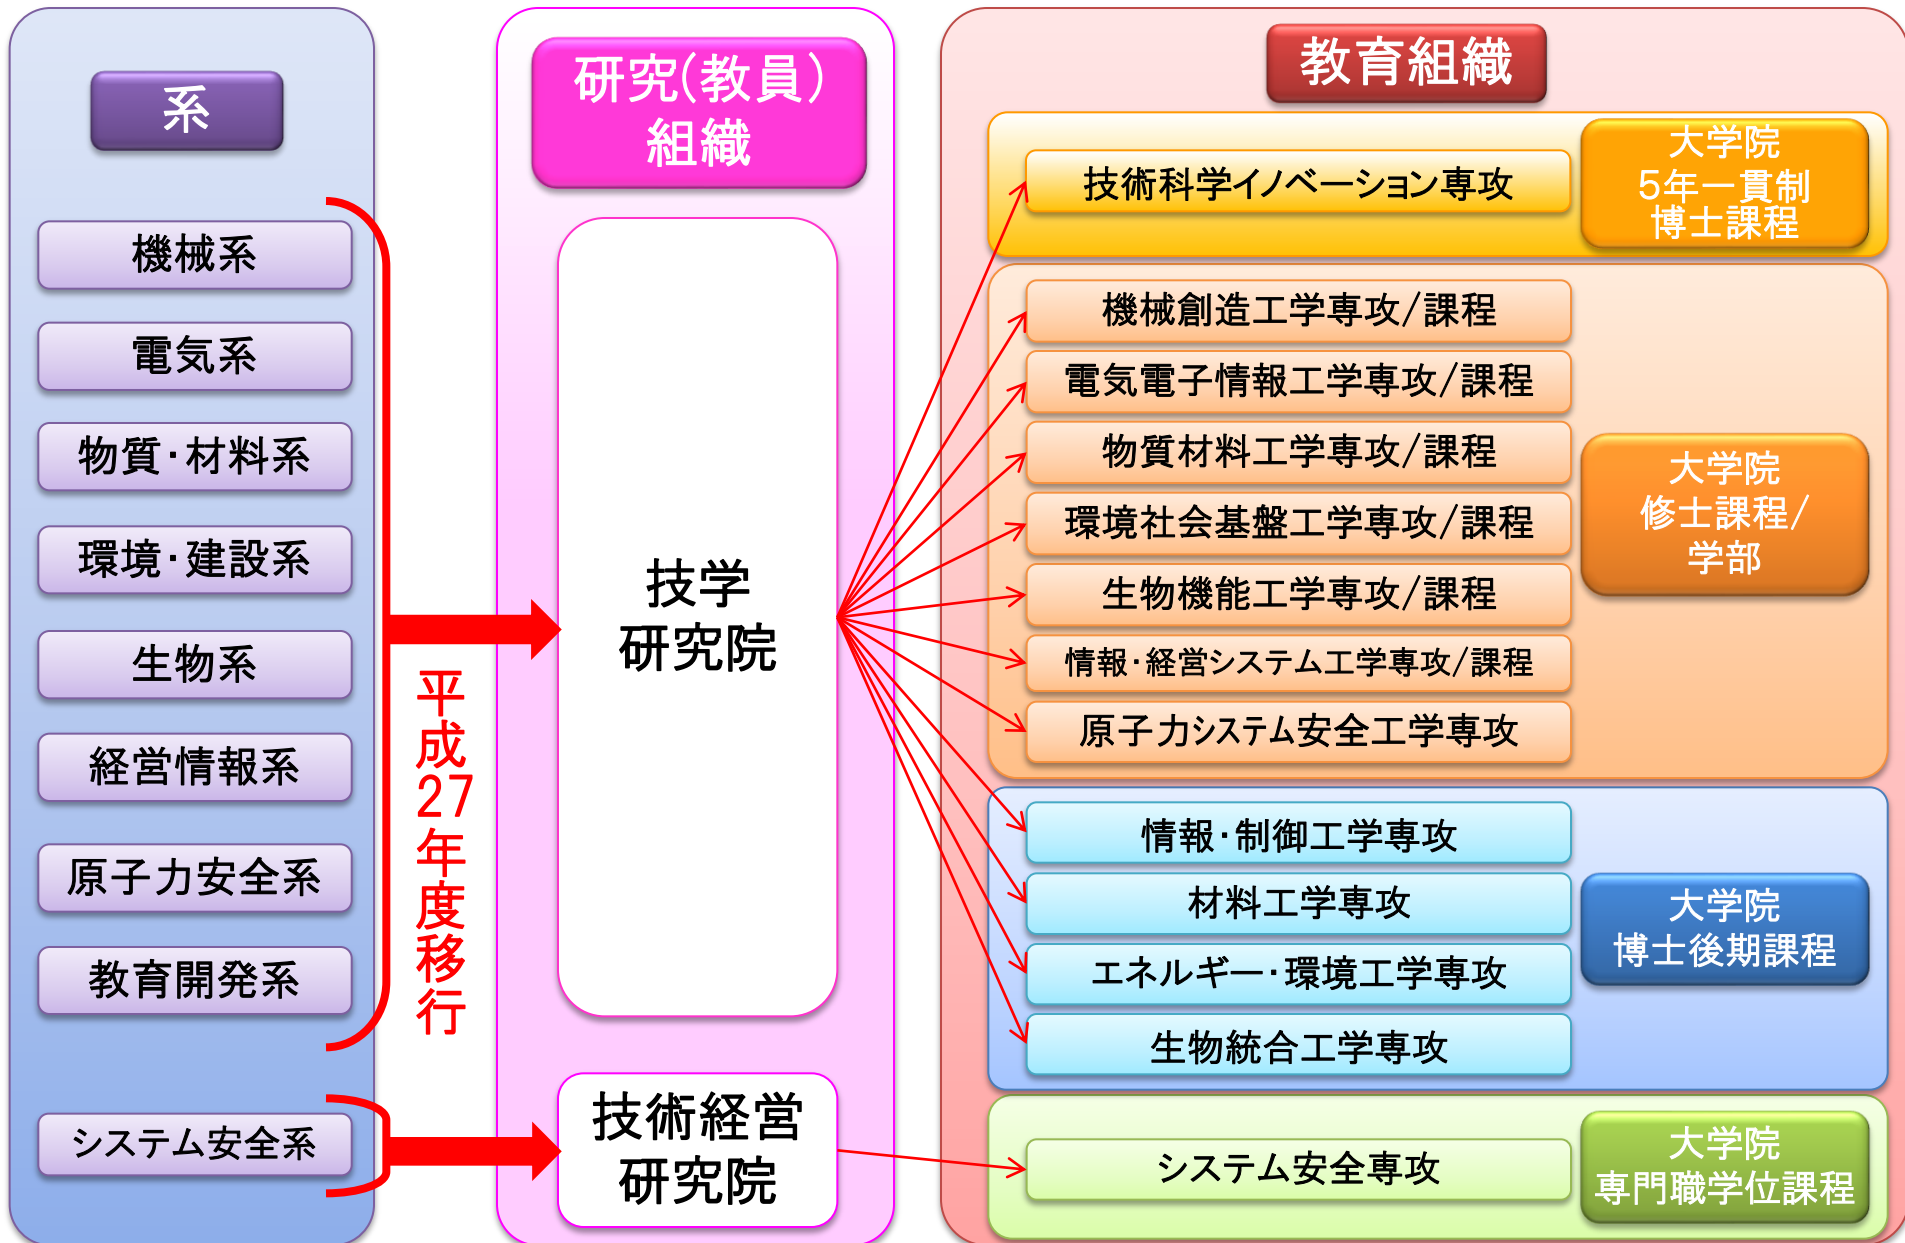 系
機械系
電気系
物質・材料系
環境・建設系
生物系
経営情報系
原子力安全系
教育開発系
システム安全系
平成27年度移行
研究(教員)
組織
技学
研究院
技術経営
研究院
教育組織
技術科学イノベーション専攻
大学院
5年一貫制
博士課程
機械創造工学専攻/課程
電気電子情報工学専攻/課程
物質材料工学専攻/課程
環境社会基盤工学専攻/課程
生物機能工学専攻/課程
情報・経営システム工学専攻/課程
原子力システム安全工学専攻
大学院
修士課程/
学部
情報・制御工学専攻
材料工学専攻
エネルギー・環境工学専攻
生物統合工学専攻
大学院
博士後期課程
システム安全専攻
大学院
専門職学位課程